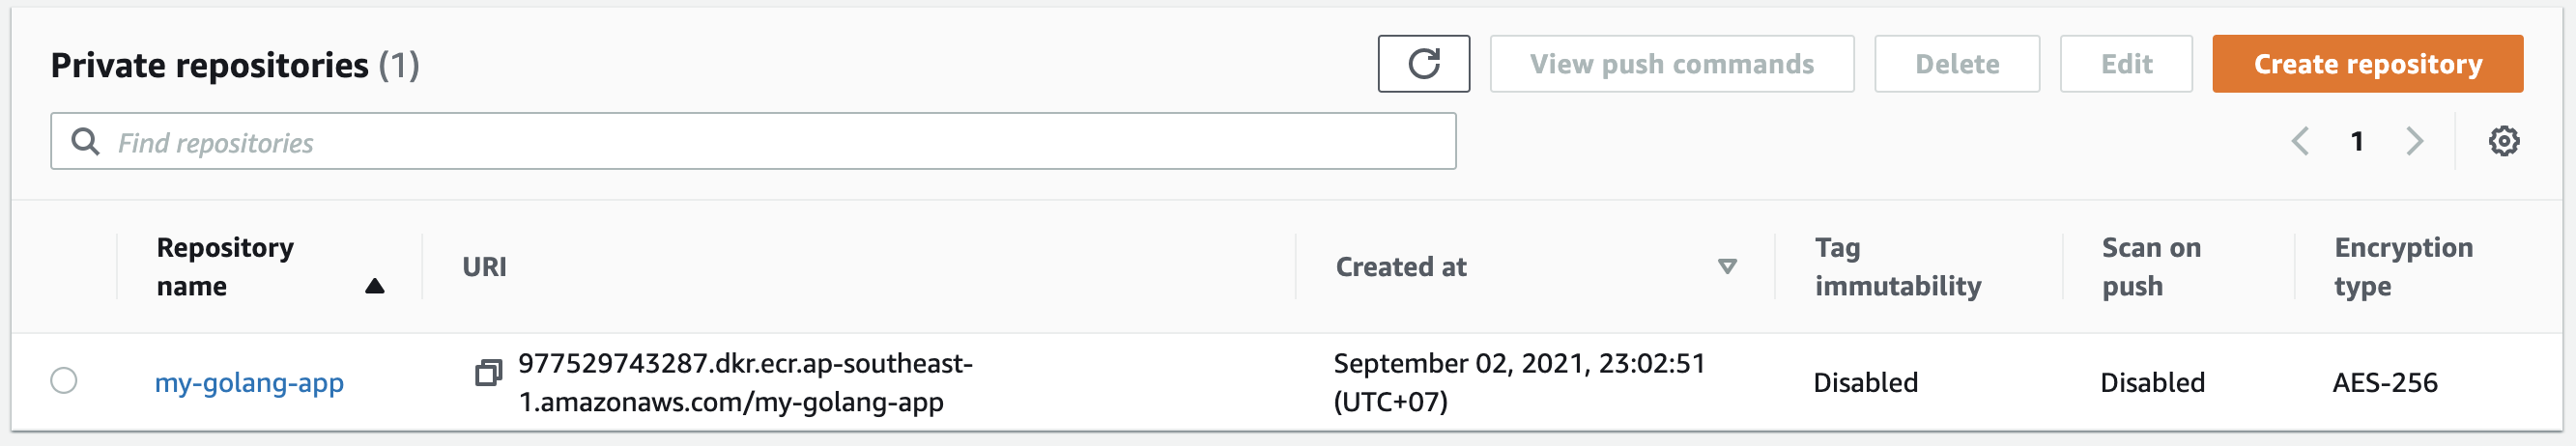 Private repositories (1)
View push commands
Delete
Edit
Create repository
Find repositories
1
Repository
name
URI
Created at
Tag
immutability
Scan on
push
Encryption
type
my-golang-app
977529743287.dkr.ecr.ap-southeast-
1.amazonaws.com/my-golang-app
September 02, 2021, 23:02:51
(UTC+07)
Disabled
Disabled
AES-256